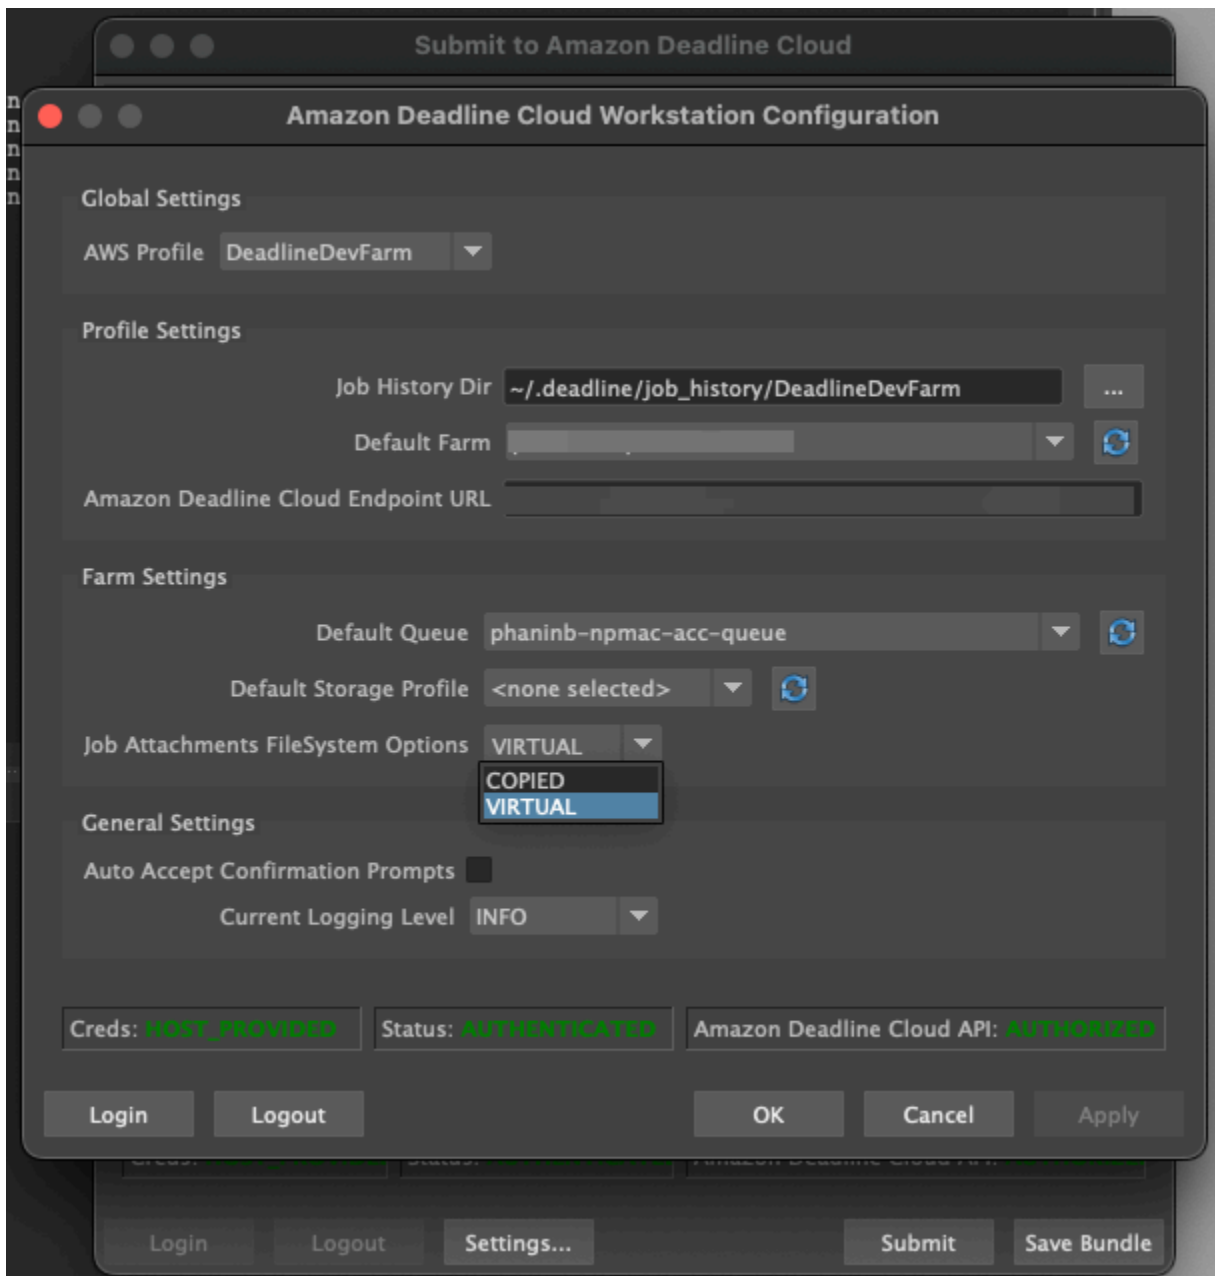 Submit to Amazon Deadline Cloud
n
n
n
n
n
Amazon Deadline Cloud Workstation Configuration
Global Settings
AWS Profile DeadlineDevFarm
Profile Settings
Job History Dir ~/.deadline/job_history/DeadlineDevFarm ...
Default Farm
Amazon Deadline Cloud Endpoint URL
Farm Settings
Default Queue phaninb-npmac-acc-queue
Default Storage Profile <none selected>
Job Attachments FileSystem Options VIRTUAL
COPIED
VIRTUAL
General Settings
Auto Accept Confirmation Prompts
Current Logging Level INFO
Creds: HOST_PROVIDED Status: AUTHENTICATED Amazon Deadline Cloud API: AUTHORIZED
Login Logout OK Cancel Apply
Login Logout Settings... Submit Save Bundle